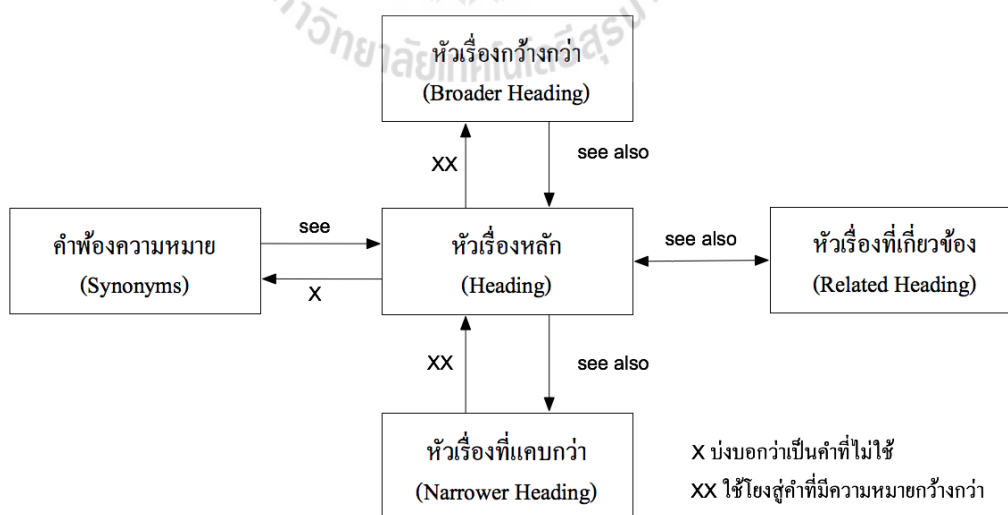 หัวเรื่องกว้างกว่า
(Broader Heading)
XX
see also
คำพ้องความหมาย
(Synonyms)
see
X
หัวเรื่องหลัก
(Heading)
see also
หัวเรื่องที่เกี่ยวข้อง
(Related Heading)
XX
see also
หัวเรื่องที่แคบกว่า
(Narrower Heading)
X บ่งบอกว่าเป็นคำที่ไม่ใช้
XX ใช้โยงสู่คำที่มีความหมายกว้างกว่า